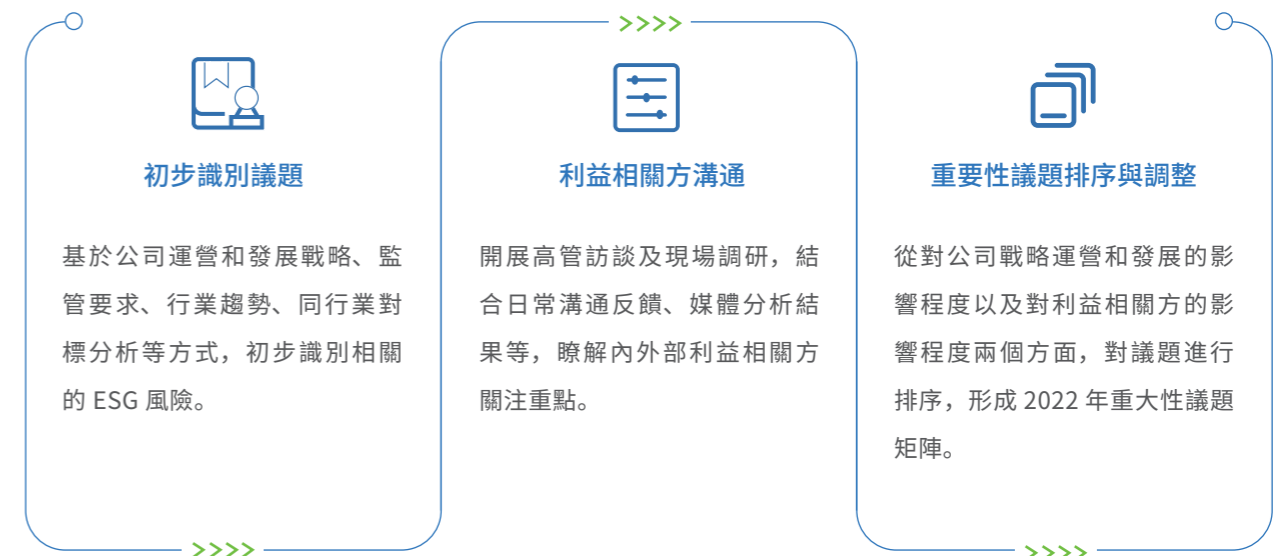 初步識別議題
基於公司運營和發展戰略、監
管要求、行業趨勢、同行業對
標分析等方式，初步識別相關
的 ESG 風險。
利益相關方溝通
開展高管訪談及現場調研，結
合日常溝通反饋、媒體分析結
果等，瞭解內外部利益相關方
關注重點。
重要性議題排序與調整
從對公司戰略運營和發展的影
響程度以及對利益相關方的影
響程度兩個方面，對議題進行
排序，形成 2022 年重大性議題
矩陣。